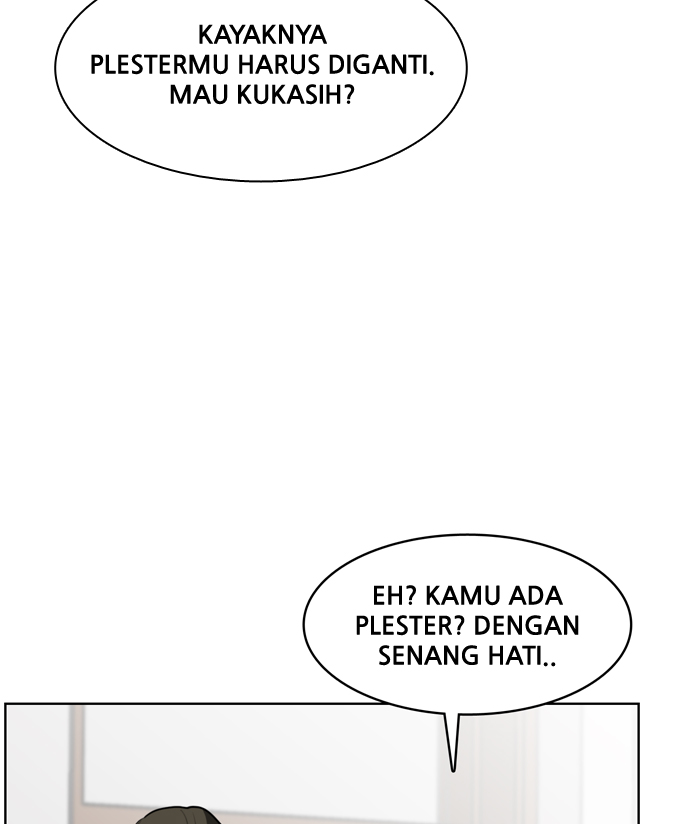 KAYAKNYA
PLESTERMU HARUS DIGANTI.
MAU KUKASIH?
EH? KAMU ADA
PLESTER? DENGAN
SENANG HATI..